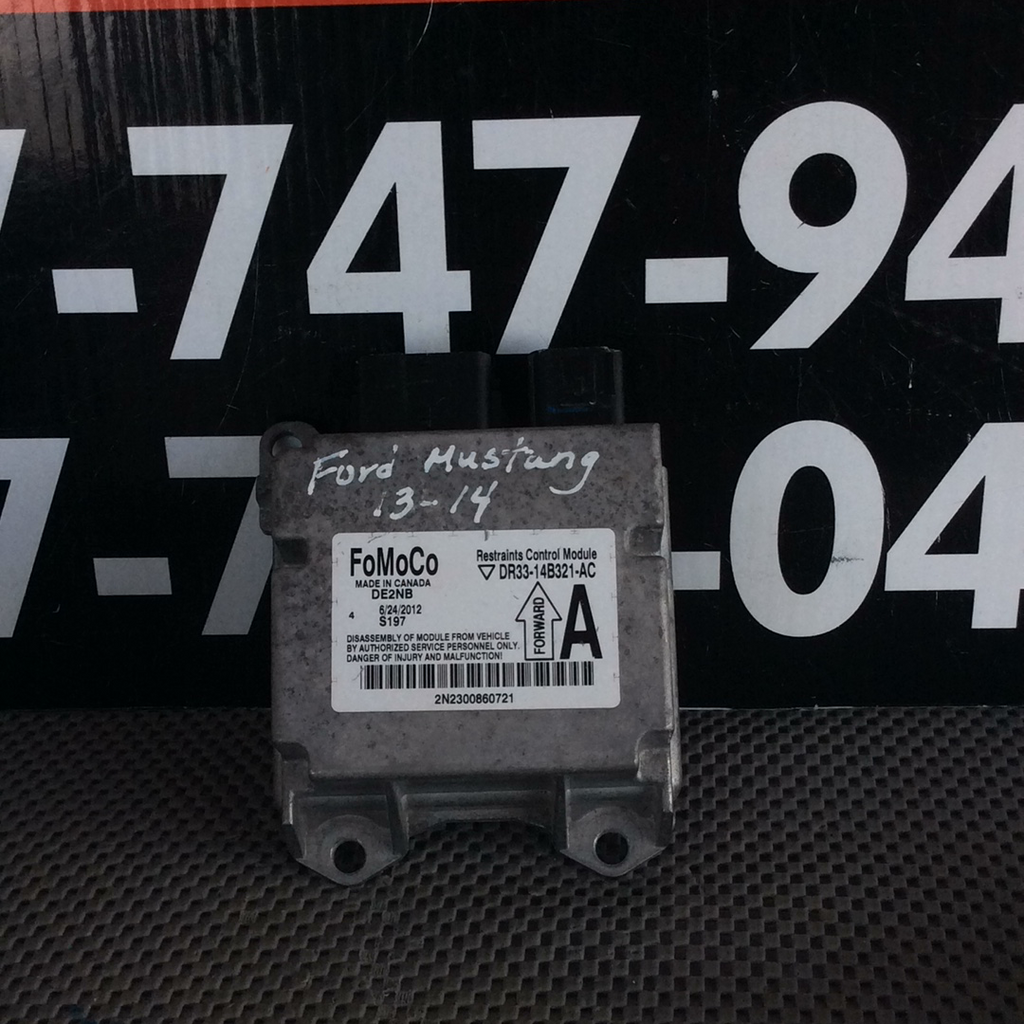 -747-94
Ford Mustang
13-14
-7
-04
FoMoCo
MADE IN CANADA
DE2NB
6/24/2012
4
S197
Restraints Control Module
DR33-14B321-AC
FORWARD
A
DISASSEMBLY OF MODULE FROM VEHICLE
BY AUTHORIZED SERVICE PERSONNEL ONLY.
DANGER OF INJURY AND MALFUNCTION!
2N2300860721